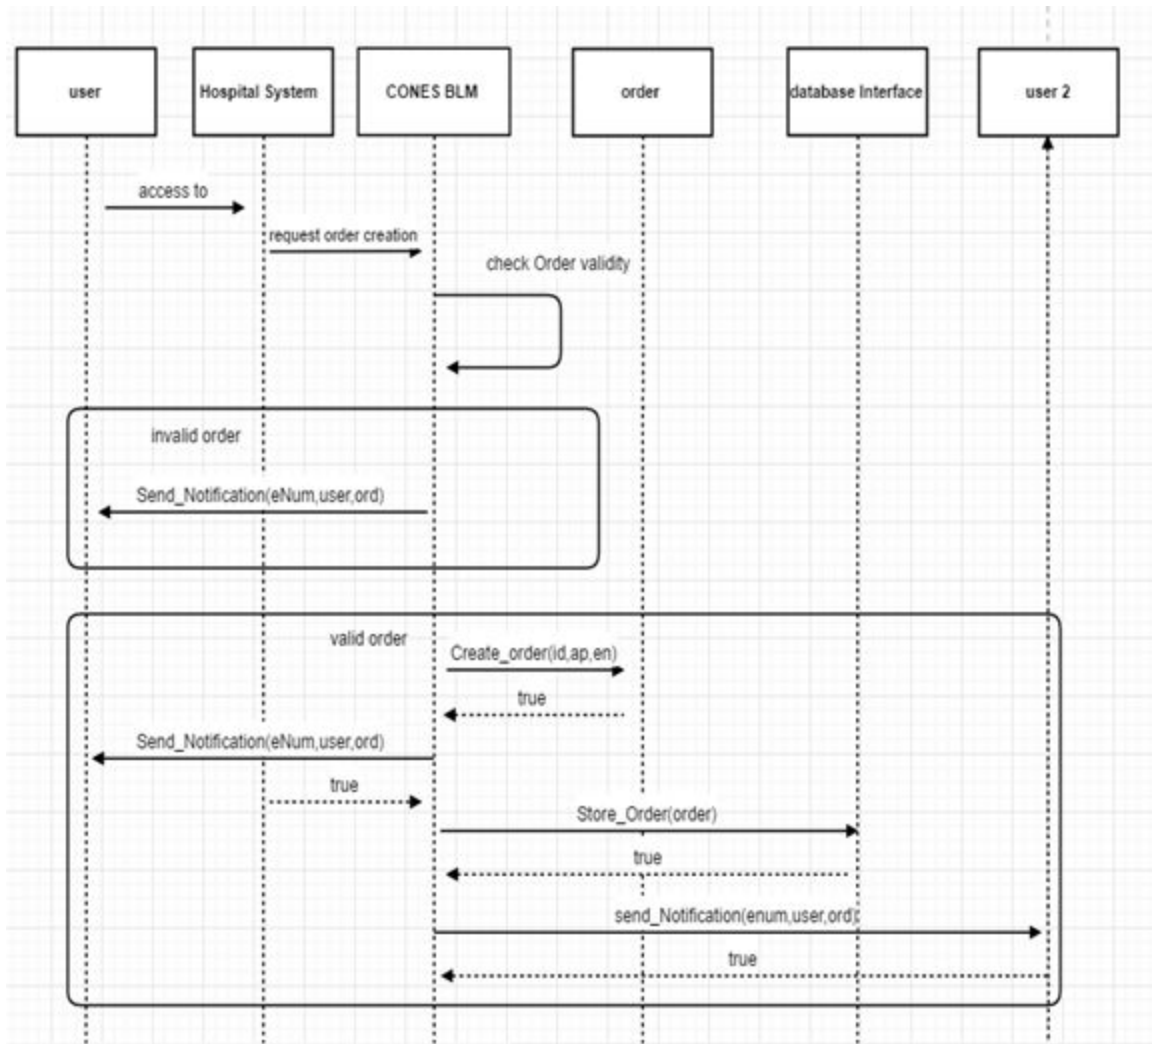 user
Hospital System
CONES BLM
order
database Interface
user 2
access to
request order creation
check Order validity
invalid order
Send_Notification(eNum,user,ord)
valid order
Create_order(id,ap,en)
true
Send_Notification(eNum,user,ord)
true
Store_Order(order)
true
send_Notification(enum,user,ord)
true